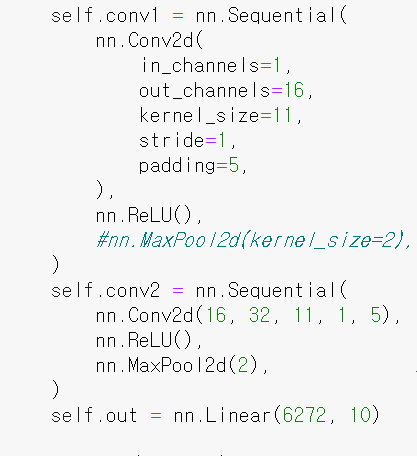 self.conv1 = nn.Sequential(
nn.Conv2d(
in_channels=1,
out_channels=16,
kernel_size=11,
stride=1,
padding=5,
),
nn.ReLU(),
#nn.MaxPool2d(kernel_size=2),
)
self.conv2 = nn.Sequential(
nn.Conv2d(16, 32, 11, 1, 5),
nn.ReLU(),
nn.MaxPool2d(2),
)
self.out = nn.Linear(6272, 10)